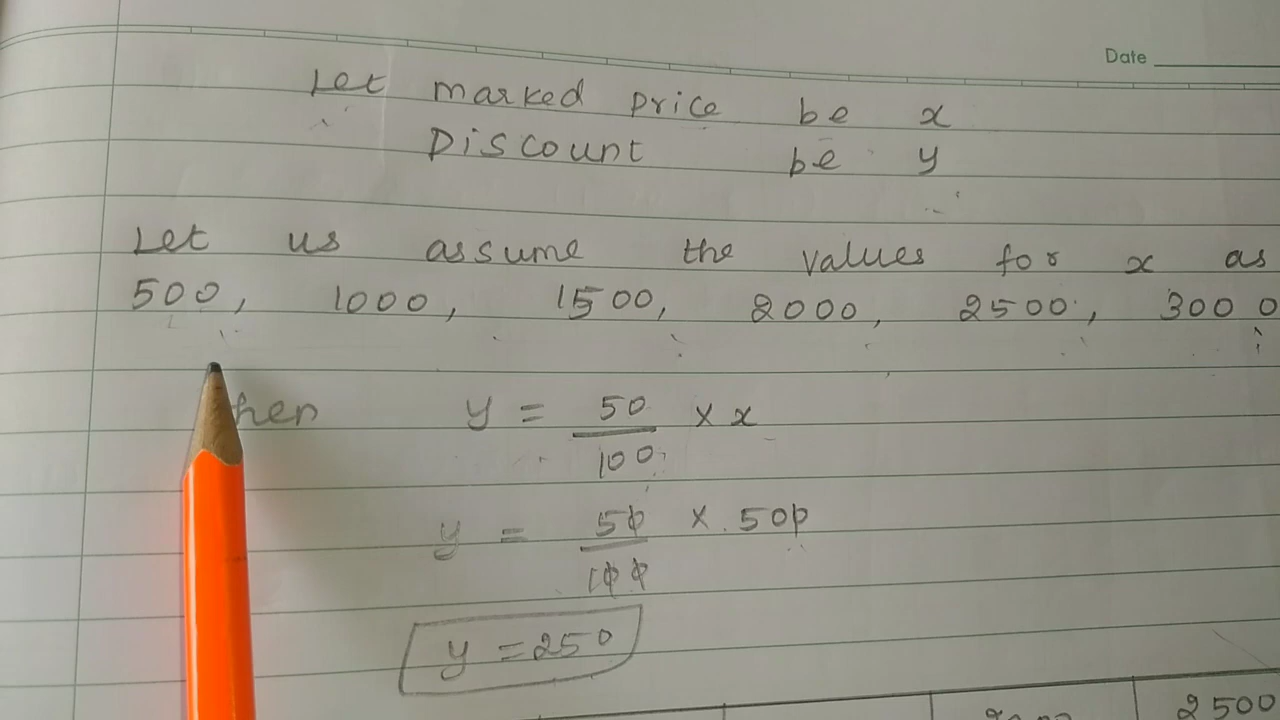 Date
Let marked price be x
Discount be y
Let us assume the values for x as
500, 1000, 1500, 2000, 2500, 3000
y = 50/100 × x
y = 50/100 × 500
y = 250
2500